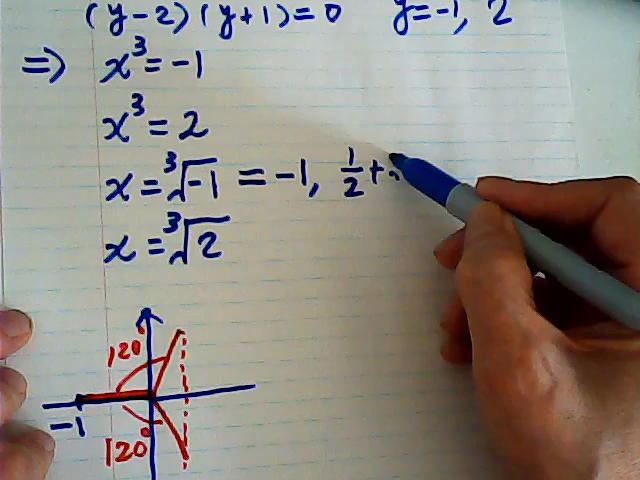 (y-2)(y+1)=0 y=-1, 2
⇒ x³=-1
x³=2
x=∛-1 = -1, 1/2+
x=∛2
120°
-1
120°